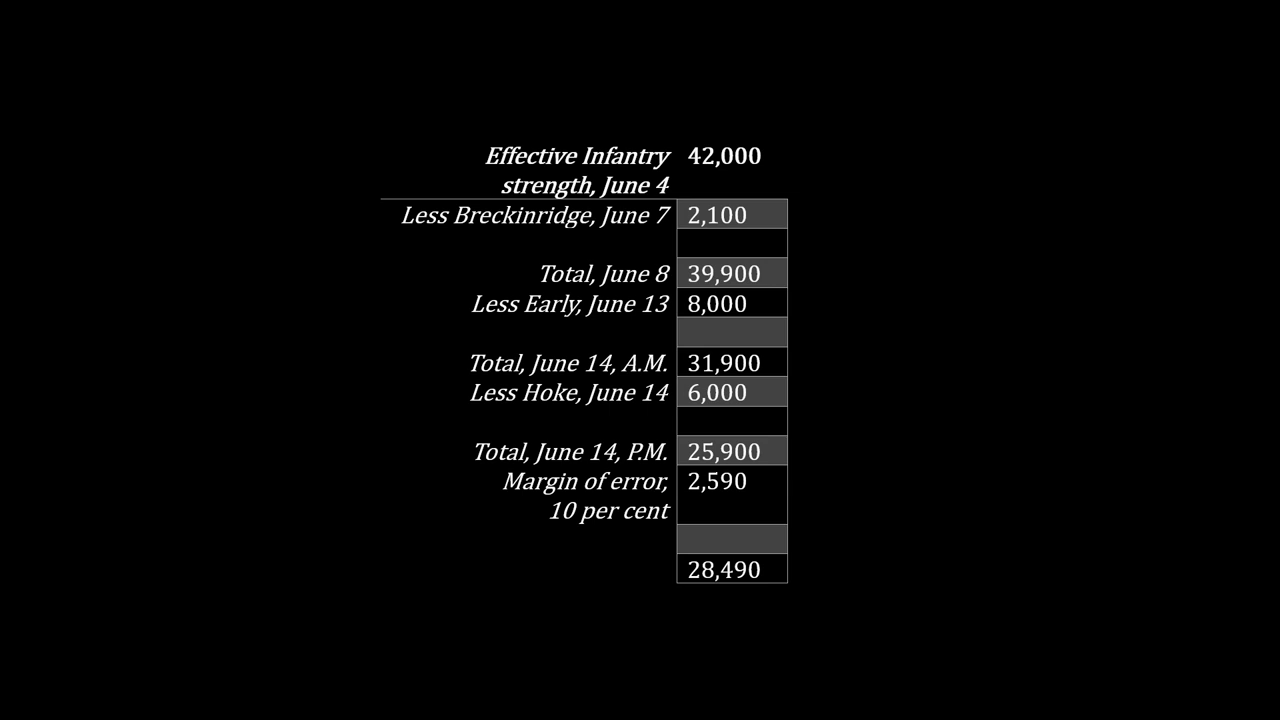 Effective Infantry 42,000
strength, June 4
Less Breckinridge, June 7 2,100
Total, June 8 39,900
Less Early, June 13 8,000
Total, June 14, A.M. 31,900
Less Hoke, June 14 6,000
Total, June 14, P.M. 25,900
Margin of error, 2,590
10 per cent
28,490